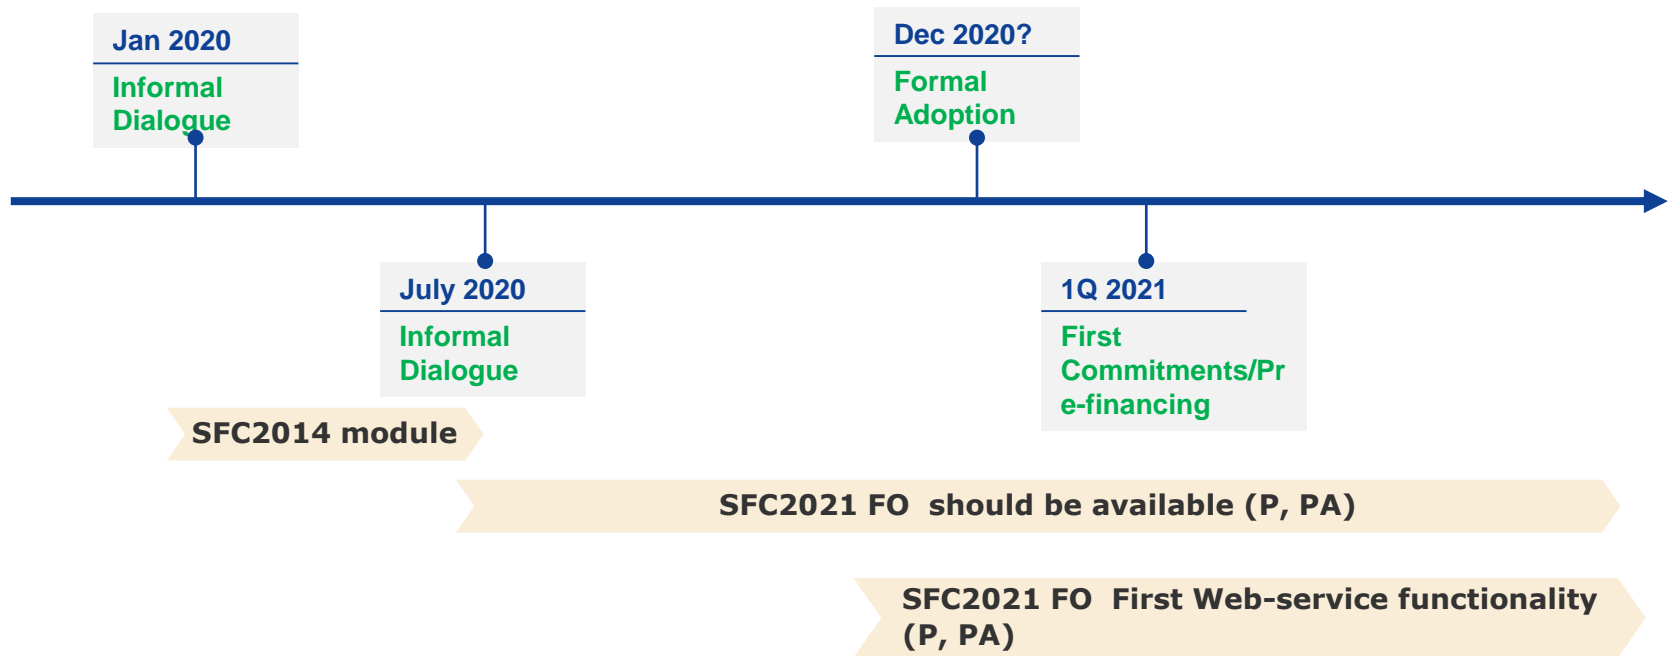 Jan 2020
Informal
Dialogue
Dec 2020?
Formal
Adoption
July 2020
Informal
Dialogue
1Q 2021
First
Commitments/Pr
e-financing
SFC2014 module
SFC2021 FO  should be available (P, PA)
SFC2021 FO  First Web-service functionality
(P, PA)